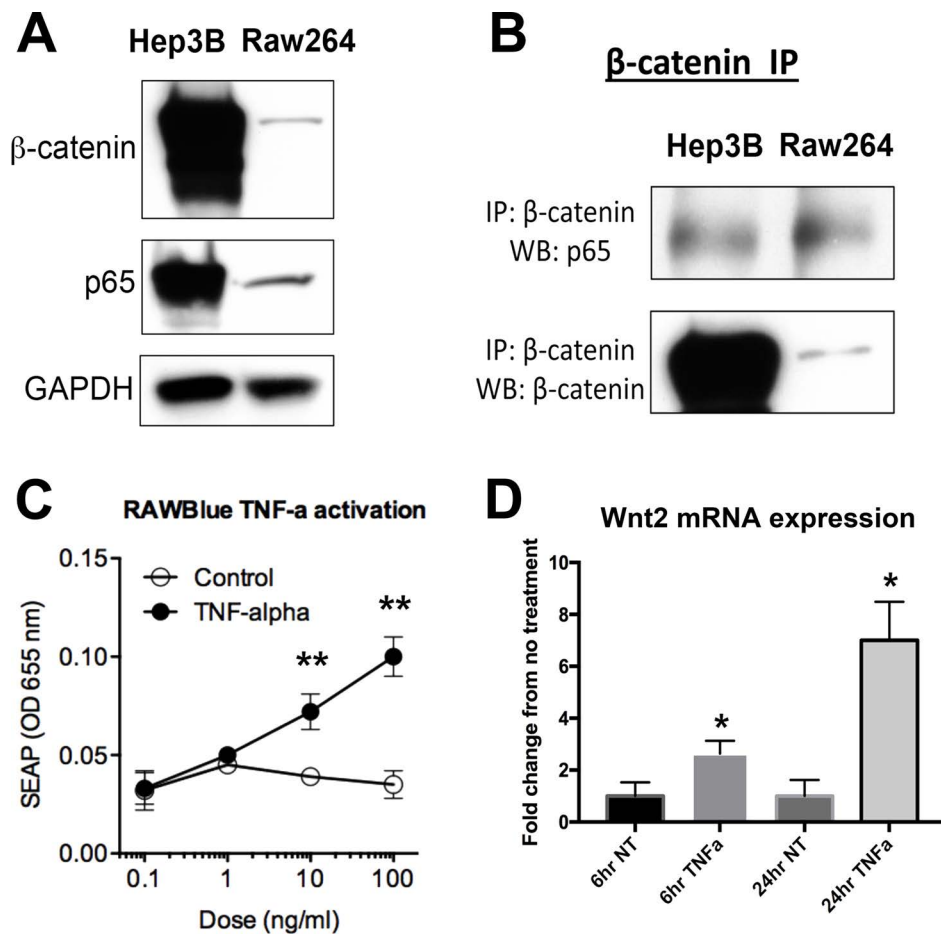 A
Hep3B Raw264
β-catenin
p65
GAPDH
B
β-catenin IP
Hep3B Raw264
IP: β-catenin
WB: p65
IP: β-catenin
WB: β-catenin
C
RAWBlue TNF-a activation
SEAP (OD 655 nm)
0.15
0.10
0.05
0.00
Control
TNF-alpha
**
**
0.1 1 10 100
Dose (ng/ml)
D
Wnt2 mRNA expression
Fold change from no treatment
10
8
6
4
2
0
*
*
6hr NT
6hr TNFa
24hr NT
24hr TNFa